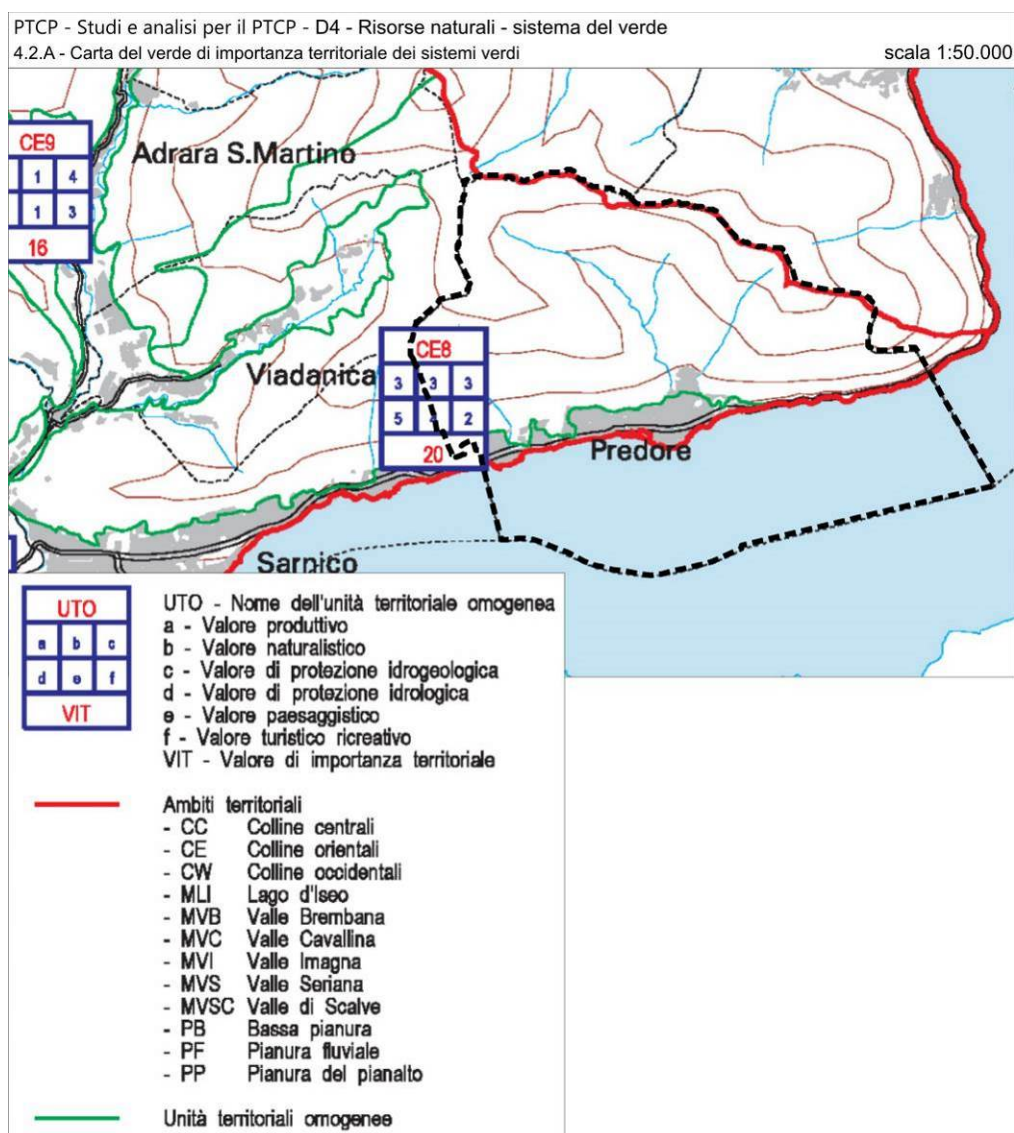 PTCP - Studi e analisi per il PTCP - D4 - Risorse naturali - sistema del verde
4.2.A - Carta del verde di importanza territoriale dei sistemi verdi scala 1:50.000
CE9
1 4
1 3
16
Adrara S.Martino
Viadanica
CE8
3 3 3
5 2
20
Predore
Sarnico
UTO
a b c
d e f
VIT
UTO - Nome dell'unità territoriale omogenea
a - Valore produttivo
b - Valore naturalistico
c - Valore di protezione idrogeologica
d - Valore di protezione idrologica
e - Valore paesaggistico
f - Valore turistico ricreativo
VIT - Valore di importanza territoriale
Ambiti territoriali
- CC Colline centrali
- CE Colline orientali
- CW Colline occidentali
- MLI Lago d'Iseo
- MVB Valle Brembana
- MVC Valle Cavallina
- MVI Valle Imagna
- MVS Valle Seriana
- MVSC Valle di Scalve
- PB Bassa pianura
- PF Pianura fluviale
- PP Pianura del pianalto
Unità territoriali omogenee